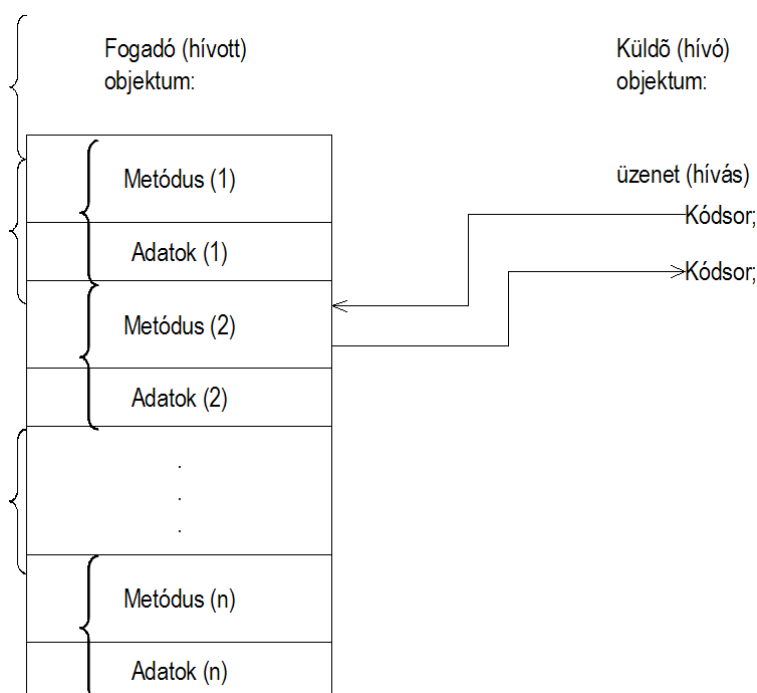 Fogadó (hívott)
objektum:
Küldõ (hívó)
objektum:
Metódus (1)
üzenet (hívás)
Kódsor;
Adatok (1)
Kódsor;
Metódus (2)
Adatok (2)
.
.
.
Metódus (n)
Adatok (n)